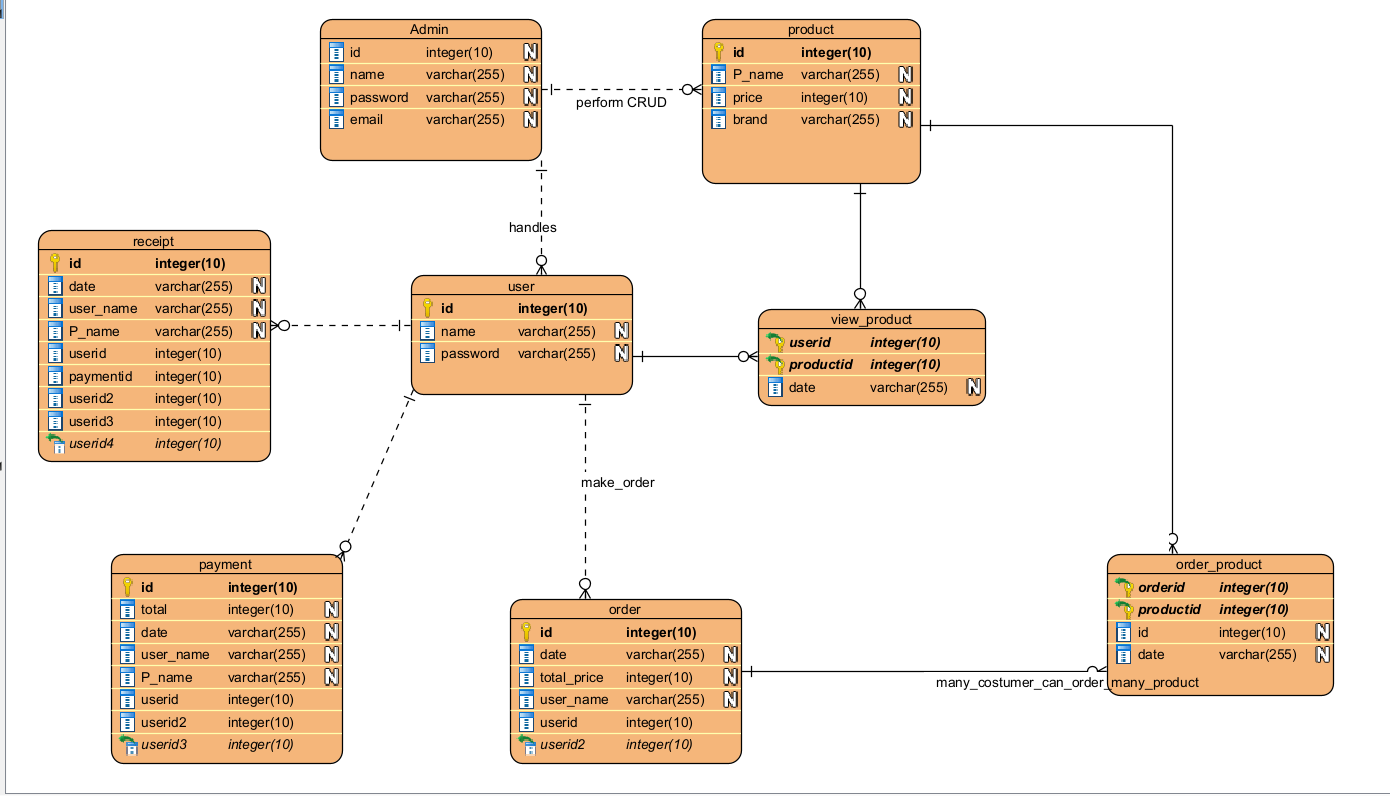 Admin
id integer(10) N
name varchar(255) N
password varchar(255) N
email varchar(255) N
perform CRUD
product
id integer(10)
P_name varchar(255) N
price integer(10) N
brand varchar(255) N
handles
receipt
id integer(10)
date varchar(255) N
user_name varchar(255) N
P_name varchar(255) N
userid integer(10)
paymentid integer(10)
userid2 integer(10)
userid3 integer(10)
userid4 integer(10)
user
id integer(10)
name varchar(255) N
password varchar(255) N
view_product
userid integer(10)
productid integer(10)
date varchar(255) N
make_order
payment
id integer(10)
total integer(10) N
date varchar(255) N
user_name varchar(255) N
P_name varchar(255) N
userid integer(10)
userid2 integer(10)
userid3 integer(10)
order
id integer(10)
date varchar(255) N
total_price integer(10) N
user_name varchar(255) N
userid integer(10)
userid2 integer(10)
order_product
orderid integer(10)
productid integer(10)
id integer(10) N
date varchar(255) N
many_costumer_can_order_many_product